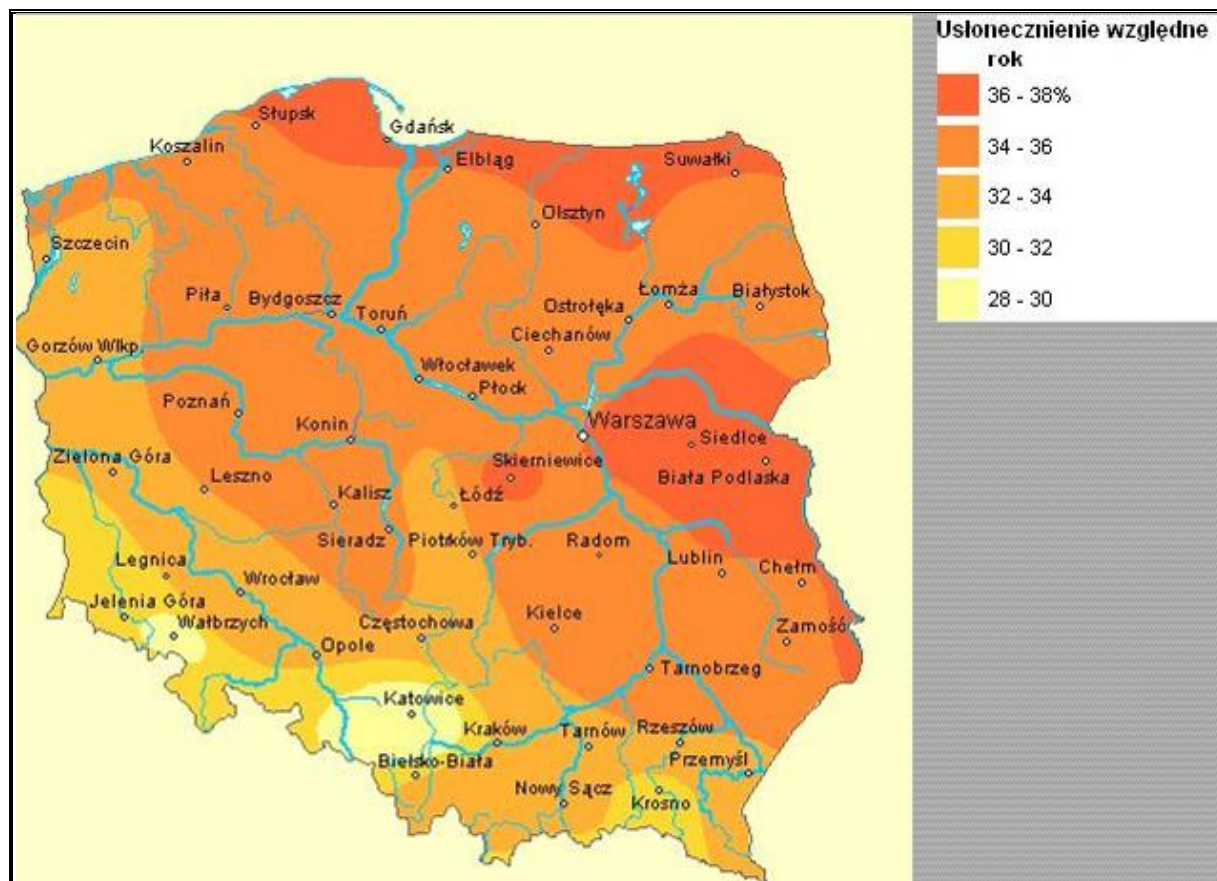 Usłonecznienie względne
rok
36 - 38%
34 - 36
32 - 34
30 - 32
28 - 30
Słupsk
Gdańsk
Koszalin
Elbląg
Suwałki
Olsztyn
Szczecin
Piła
Bydgoszcz
Toruń
Ostrołęka
Łomża
Białystok
Ciechanów
Gorzów Wlkp.
Włocławek
Płock
Poznań
Konin
Warszawa
Siedlce
Zielona Góra
Leszno
Skierniewice
Biała Podlaska
Kalisz
Łódź
Sieradz
Piotrków Tryb.
Radom
Lublin
Chełm
Legnica
Wrocław
Jelenia Góra
Wałbrzych
Częstochowa
Kielce
Zamość
Opole
Tarnobrzeg
Katowice
Kraków
Tarnów
Rzeszów
Bielsko-Biała
Przemyśl
Nowy Sącz
Krosno